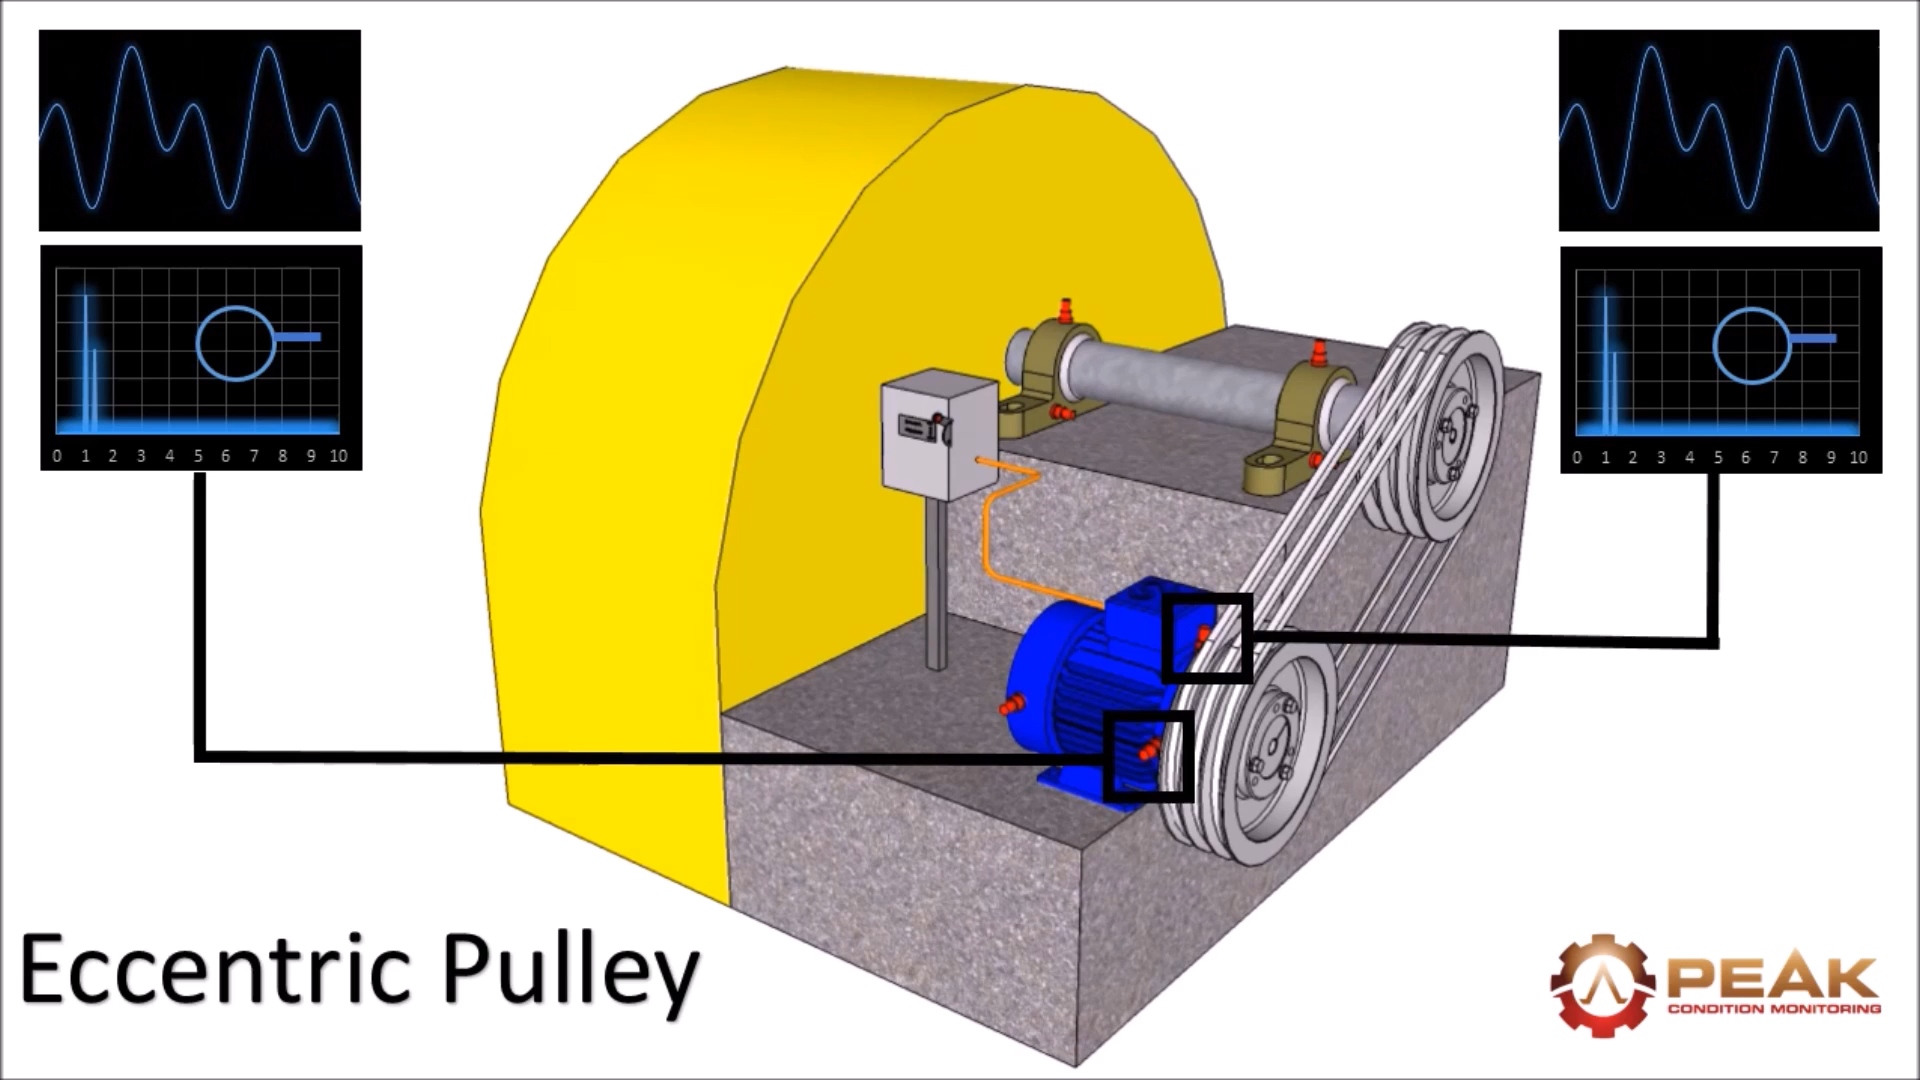 0 1 2 3 4 5 6 7 8 9 10
0 1 2 3 4 5 6 7 8 9 10
Eccentric Pulley
PEAK
CONDITION MONITORING